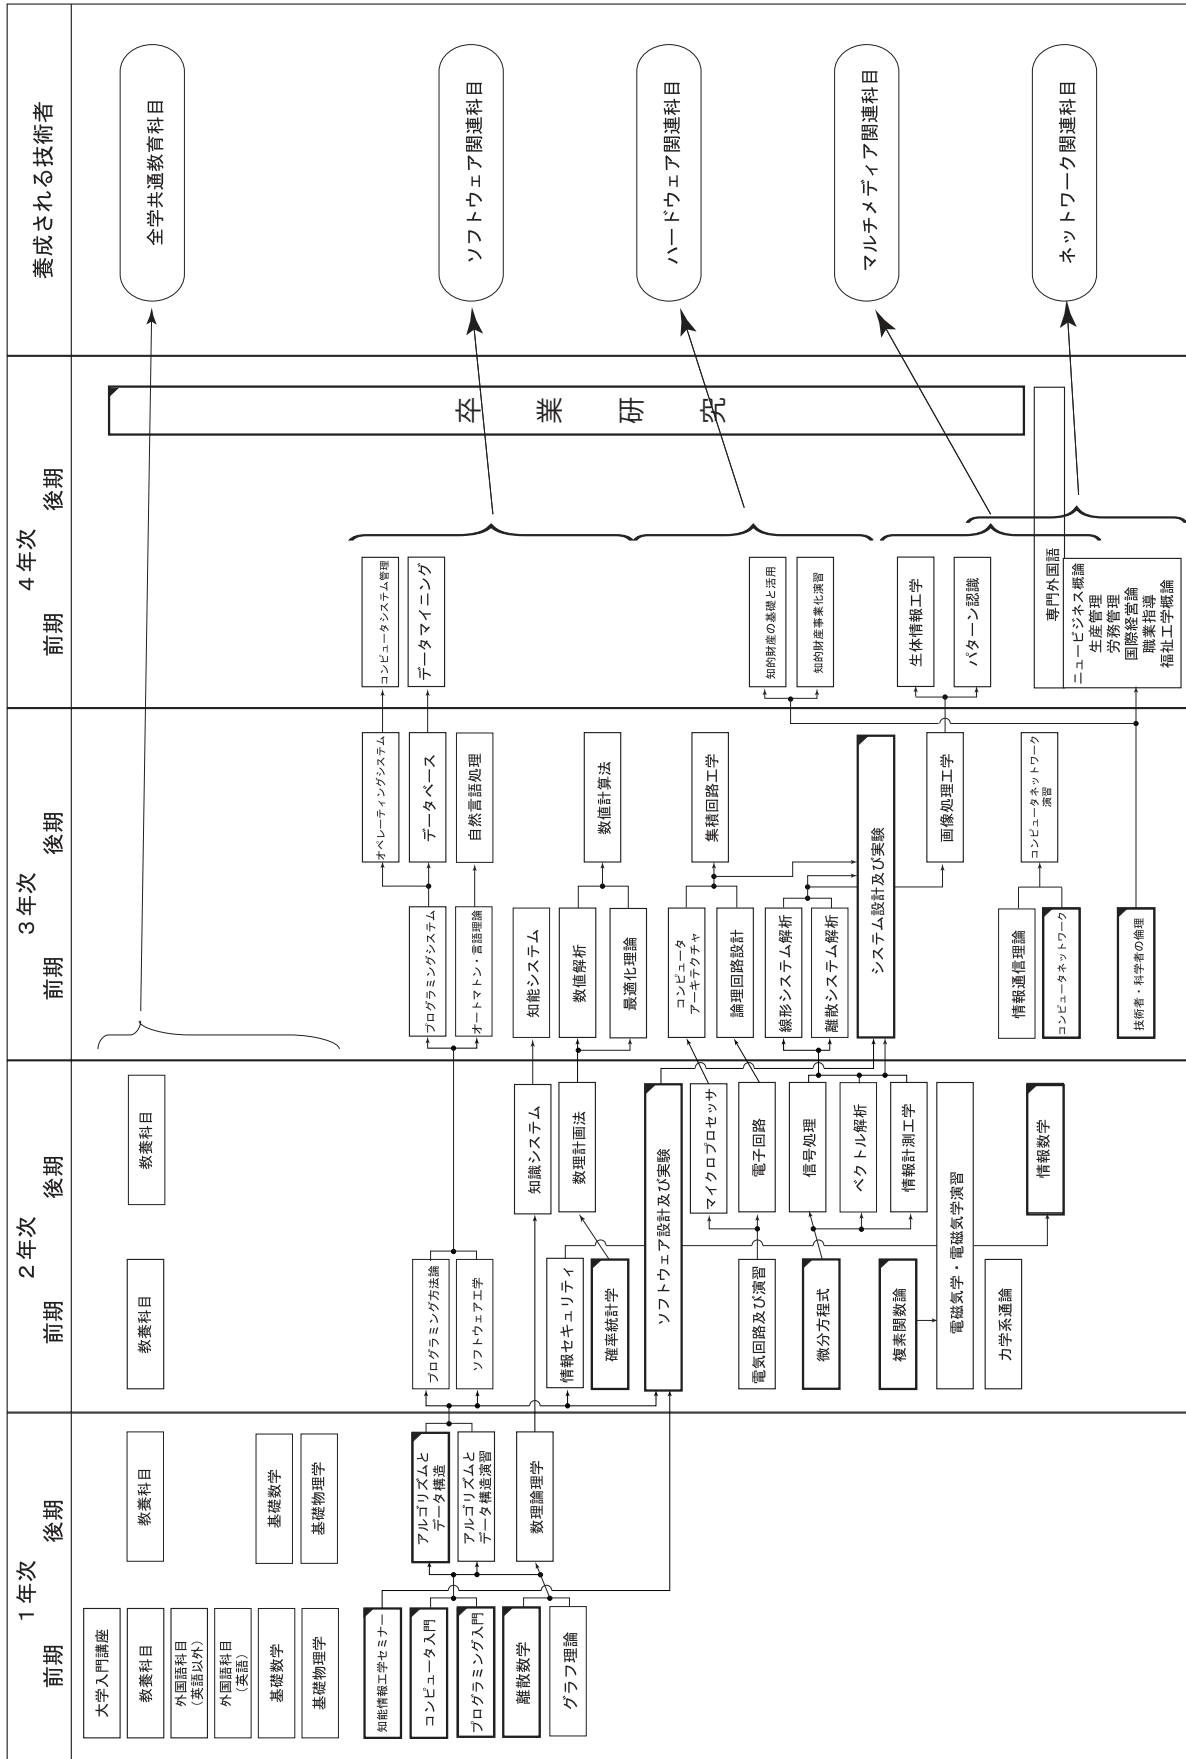 1年次
2年次
3年次
4年次
養成される技術者
前期
後期
前期
後期
前期
後期
前期
後期
大学入門講座
教養科目
外国語科目
(英語以外)
外国語科目
(英語)
基礎数学
基礎物理学
知能情報工学セミナー
コンピュータ入門
プログラミング入門
離散数学
グラフ理論
教養科目
基礎数学
基礎物理学
アルゴリズムと
データ構造
アルゴリズムと
データ構造演習
数理論理学
教養科目
プログラミング方法論
ソフトウェア工学
情報セキュリティ
確率統計学
ソフトウェア設計及び実験
電気回路及び演習
微分方程式
複素関数論
電磁気学・電磁気学演習
力学系通論
教養科目
知識システム
数理計画法
マイクロプロセッサ
電子回路
信号処理
ベクトル解析
情報計測工学
情報数学
プログラミングシステム
オートマトン・言語理論
知能システム
数値解析
最適化理論
コンピュータ
アーキテクチャ
論理回路設計
線形システム解析
離散システム解析
システム設計及び実験
情報通信理論
コンピュータネットワーク
技術者・科学者の倫理
オペレーティングシステム
データベース
自然言語処理
数値計算法
集積回路工学
画像処理工学
コンピュータネットワーク
演習
コンピュータシステム管理
データマイニング
知的財産の基礎と活用
知的財産事業化演習
生体情報工学
パターン認識
専門外国語
ニュービジネス概論
生産管理
労務管理
国際経営論
職業指導
福祉工学概論
卒業研究
全学共通教育科目
ソフトウェア関連科目
ハードウェア関連科目
マルチメディア関連科目
ネットワーク関連科目